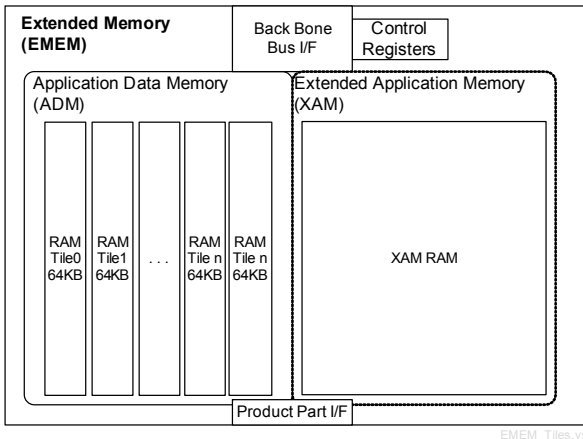 Extended Memory
(EMEM)
Back Bone
Bus I/F
Control
Registers
Application Data Memory
(ADM)
Extended Application Memory
(XAM)
RAM
Tile0
64KB
RAM
Tile1
64KB
. . .
RAM
Tile n
64KB
RAM
Tile n
64KB
XAM RAM
Product Part I/F